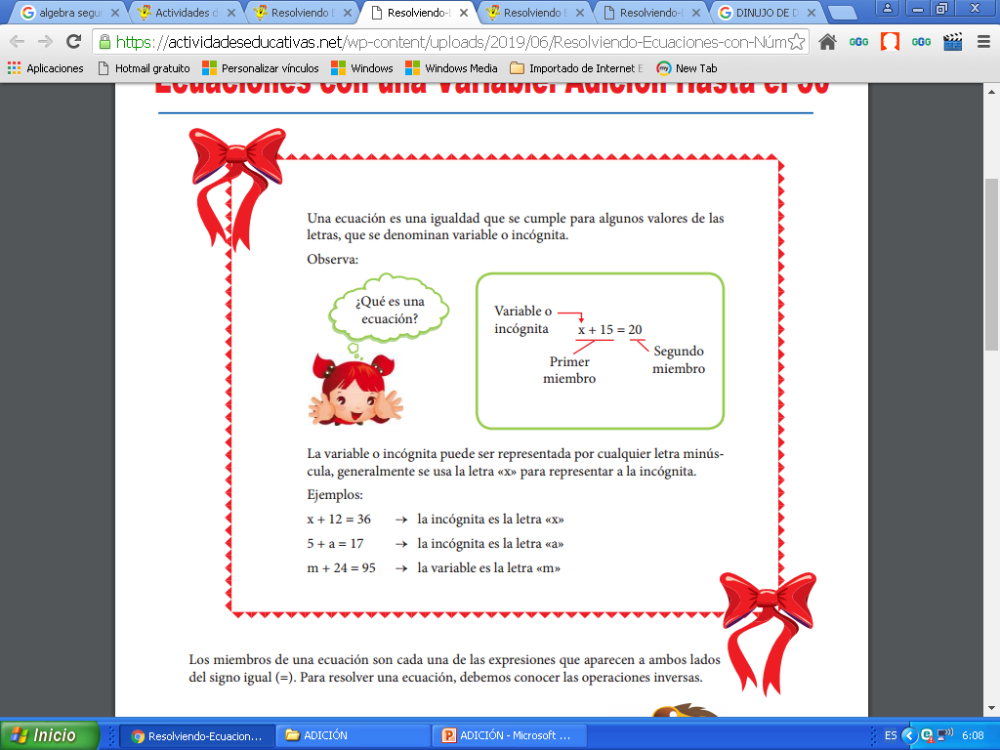 algebra segu
Actividades d
Resolviendo E
Resolviendo-
Resolviendo E
Resolviendo-
DINUJO DE D
https://actividadeseducativas.net/wp-content/uploads/2019/06/Resolviendo-Ecuaciones-con-Núm
Aplicaciones
Hotmail gratuito
Personalizar vínculos
Windows
Windows Media
Importado de Internet E
New Tab
Ecuaciones con una Variable: Adición Hasta el 50
Una ecuación es una igualdad que se cumple para algunos valores de las
letras, que se denominan variable o incógnita.
Observa:
¿Qué es una
ecuación?
Variable o
incógnita
x + 15 = 20
Primer
miembro
Segundo
miembro
La variable o incógnita puede ser representada por cualquier letra minús-
cula, generalmente se usa la letra «x» para representar a la incógnita.
Ejemplos:
x + 12 = 36 → la incógnita es la letra «x»
5 + a = 17 → la incógnita es la letra «a»
m + 24 = 95 → la variable es la letra «m»
Los miembros de una ecuación son cada una de las expresiones que aparecen a ambos lados
del signo igual (=). Para resolver una ecuación, debemos conocer las operaciones inversas.
Inicio
Resolviendo-Ecuacion...
ADICIÓN
ADICIÓN - Microsoft ...
ES
6:08